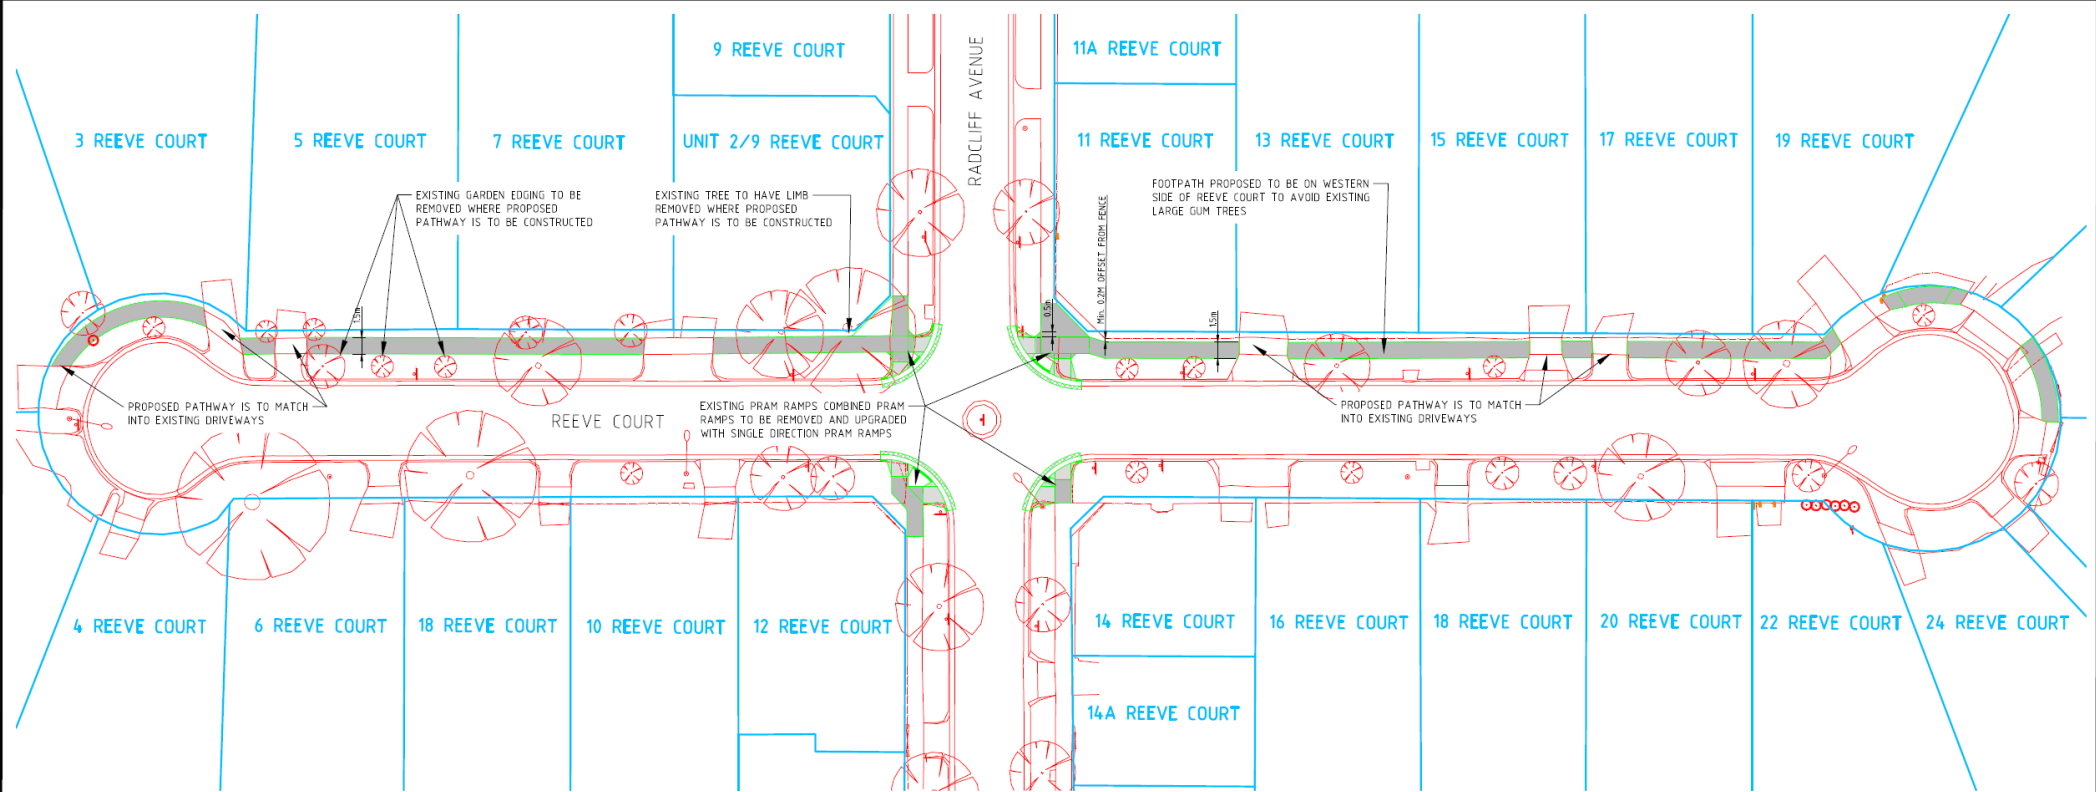 9 REEVE COURT
RADCLIFF AVENUE
11A REEVE COURT
3 REEVE COURT
5 REEVE COURT
7 REEVE COURT
UNIT 2/9 REEVE COURT
11 REEVE COURT
13 REEVE COURT
15 REEVE COURT
17 REEVE COURT
19 REEVE COURT
EXISTING GARDEN EDGING TO BE
REMOVED WHERE PROPOSED
PATHWAY IS TO BE CONSTRUCTED
EXISTING TREE TO HAVE LIMB
REMOVED WHERE PROPOSED
PATHWAY IS TO BE CONSTRUCTED
FOOTPATH PROPOSED TO BE ON WESTERN
SIDE OF REEVE COURT TO AVOID EXISTING
LARGE GUM TREES
Min. 0.2M OFFSET FROM FENCE
1.5m
0.5m
1.5m
PROPOSED PATHWAY IS TO MATCH
INTO EXISTING DRIVEWAYS
REEVE COURT
EXISTING PRAM RAMPS COMBINED PRAM
RAMPS TO BE REMOVED AND UPGRADED
WITH SINGLE DIRECTION PRAM RAMPS
PROPOSED PATHWAY IS TO MATCH
INTO EXISTING DRIVEWAYS
4 REEVE COURT
6 REEVE COURT
18 REEVE COURT
10 REEVE COURT
12 REEVE COURT
14 REEVE COURT
16 REEVE COURT
18 REEVE COURT
20 REEVE COURT
22 REEVE COURT
24 REEVE COURT
14A REEVE COURT